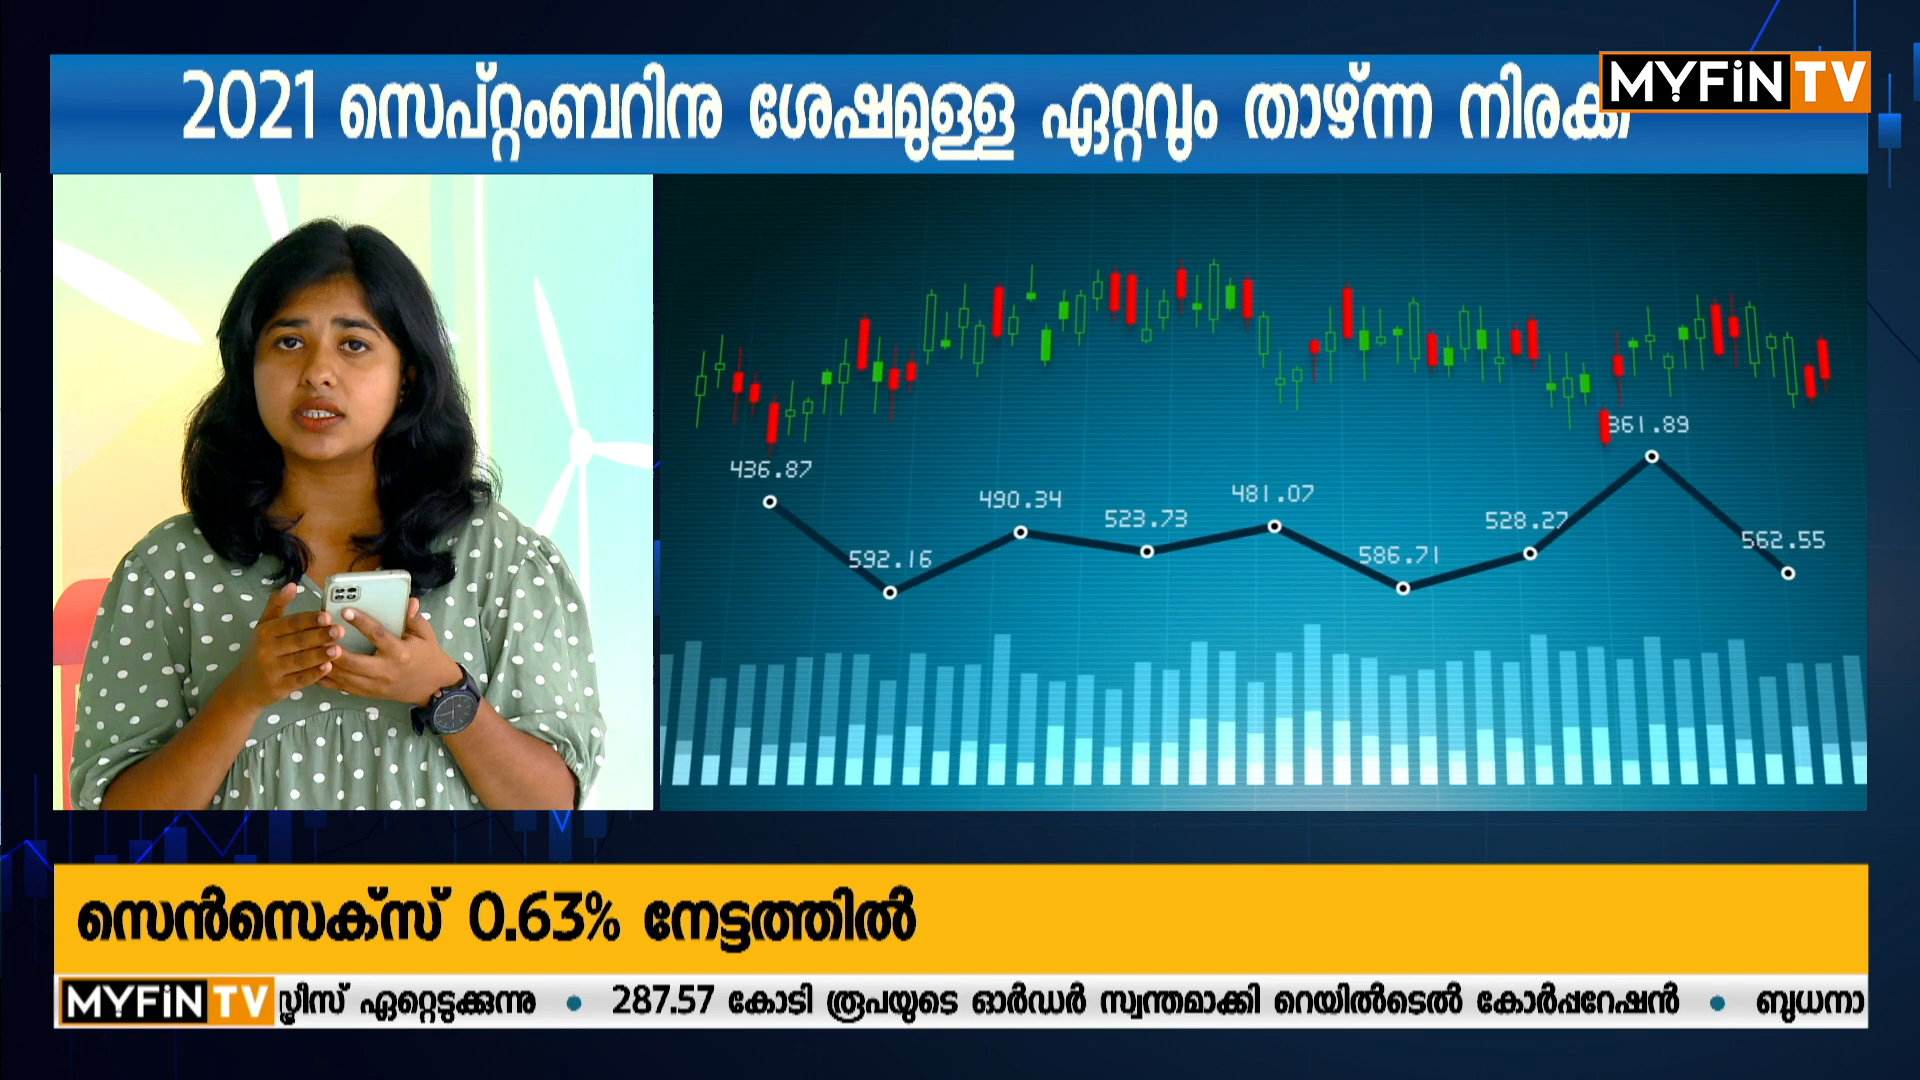 MYFiNTV
2021 സെപ്റ്റംബറിനു ശേഷമുള്ള ഏറ്റവും താഴ്ന്ന
436.87
592.16
490.34
523.73
481.07
586.71
528.27
361.89
562.55
സെൻസെക്സ് 0.63% നേട്ടത്തിൽ
MYFiNTV ഏറ്റെടുക്കുന്നു • 287.57 കോടി രൂപയുടെ ഓർഡർ സ്വന്തമാക്കി റെയിൽടെൽ കോർപ്പറേഷൻ •